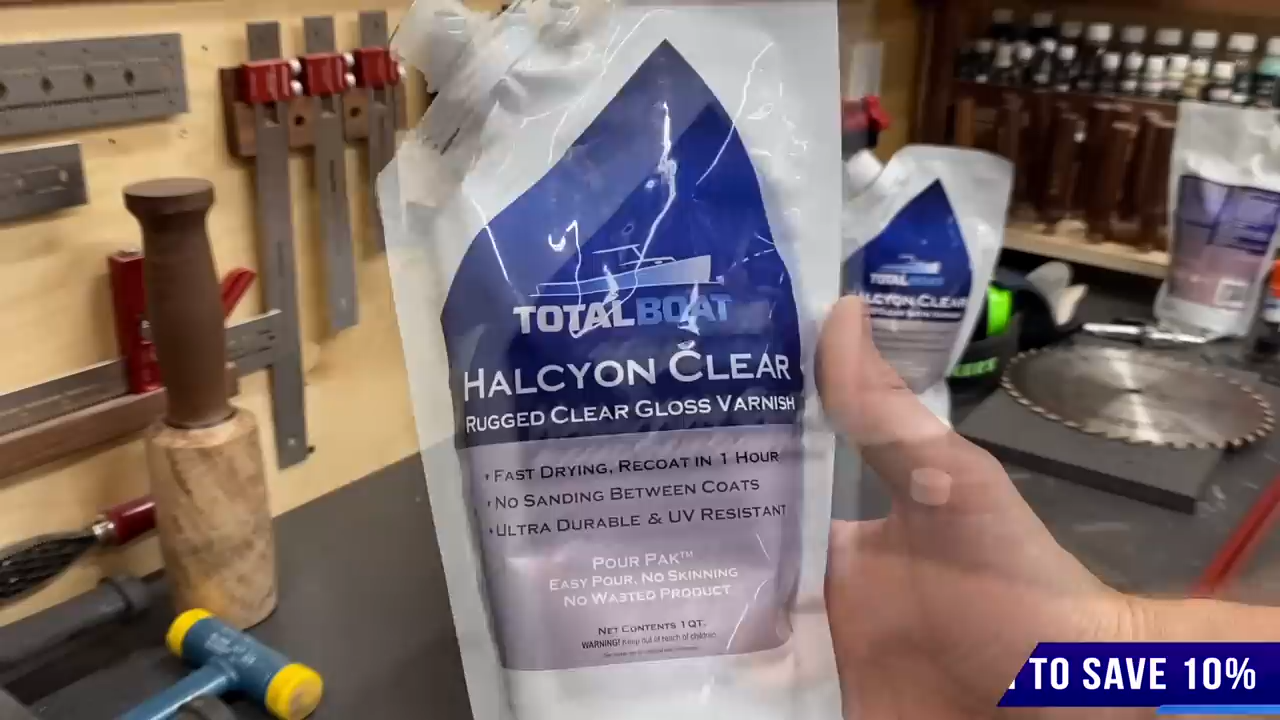 TOTALBOAT
HALCYON CLEAR
RUGGED CLEAR GLOSS VARNISH
• FAST DRYING, RECOAT IN 1 HOUR
• NO SANDING BETWEEN COATS
• ULTRA DURABLE & UV RESISTANT
POUR PAK™
EASY POUR, NO SKINNING
NO WASTED PRODUCT
NET CONTENTS 1 QT.
WARNING! Keep out of reach of children.
TOTALBOAT
HALCYON CLEAR
TO SAVE 10%